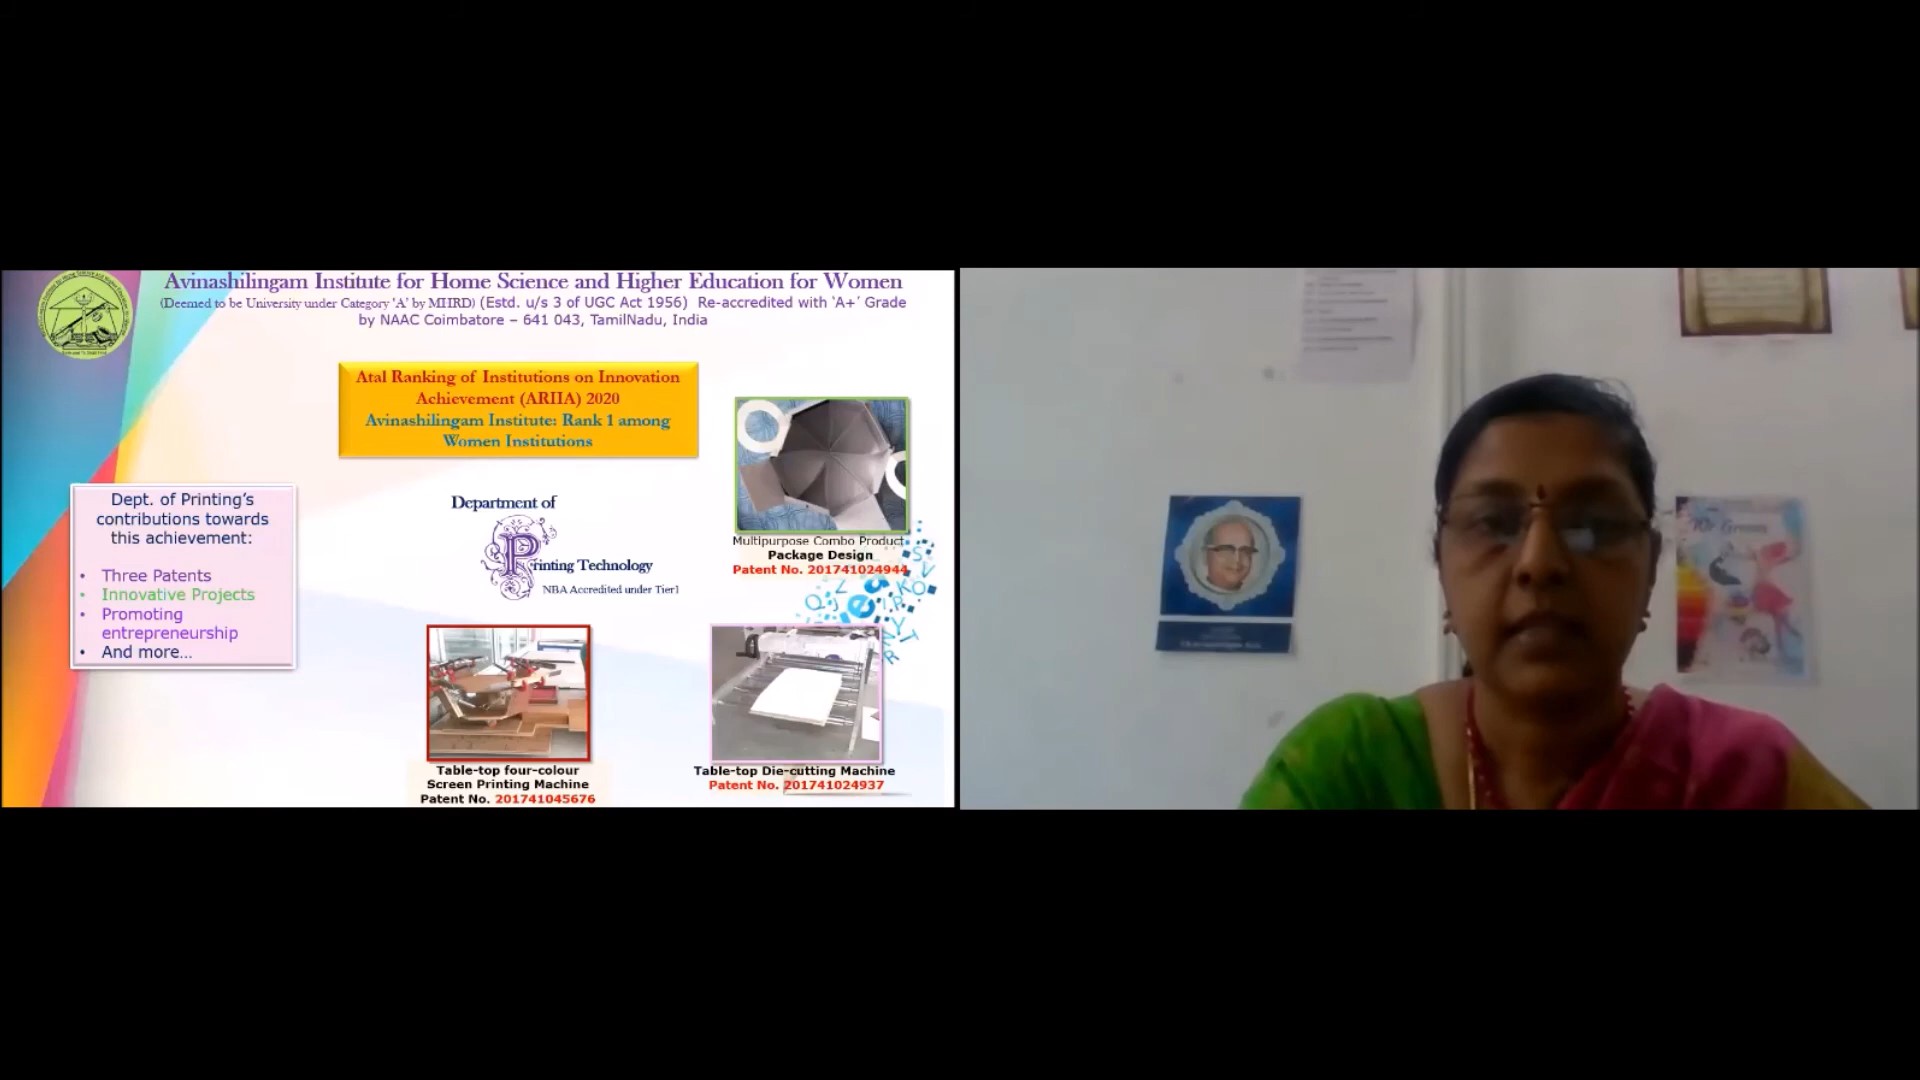 Avinashilingam Institute for Home Science and Higher Education for Women
(Deemed to be University under Category 'A' by MHRD) (Estd. u/s 3 of UGC Act 1956) Re-accredited with 'A+' Grade
by NAAC Coimbatore – 641 043, TamilNadu, India
Atal Ranking of Institutions on Innovation
Achievement (ARIIA) 2020
Avinashilingam Institute: Rank 1 among
Women Institutions
Dept. of Printing's
contributions towards
this achievement:
• Three Patents
• Innovative Projects
• Promoting
entrepreneurship
• And more...
Department of
Printing Technology
NBA Accredited under Tier1
Multipurpose Combo Product
Package Design
Patent No. 201741024944
Table-top four-colour
Screen Printing Machine
Patent No. 201741045676
Table-top Die-cutting Machine
Patent No. 201741024937